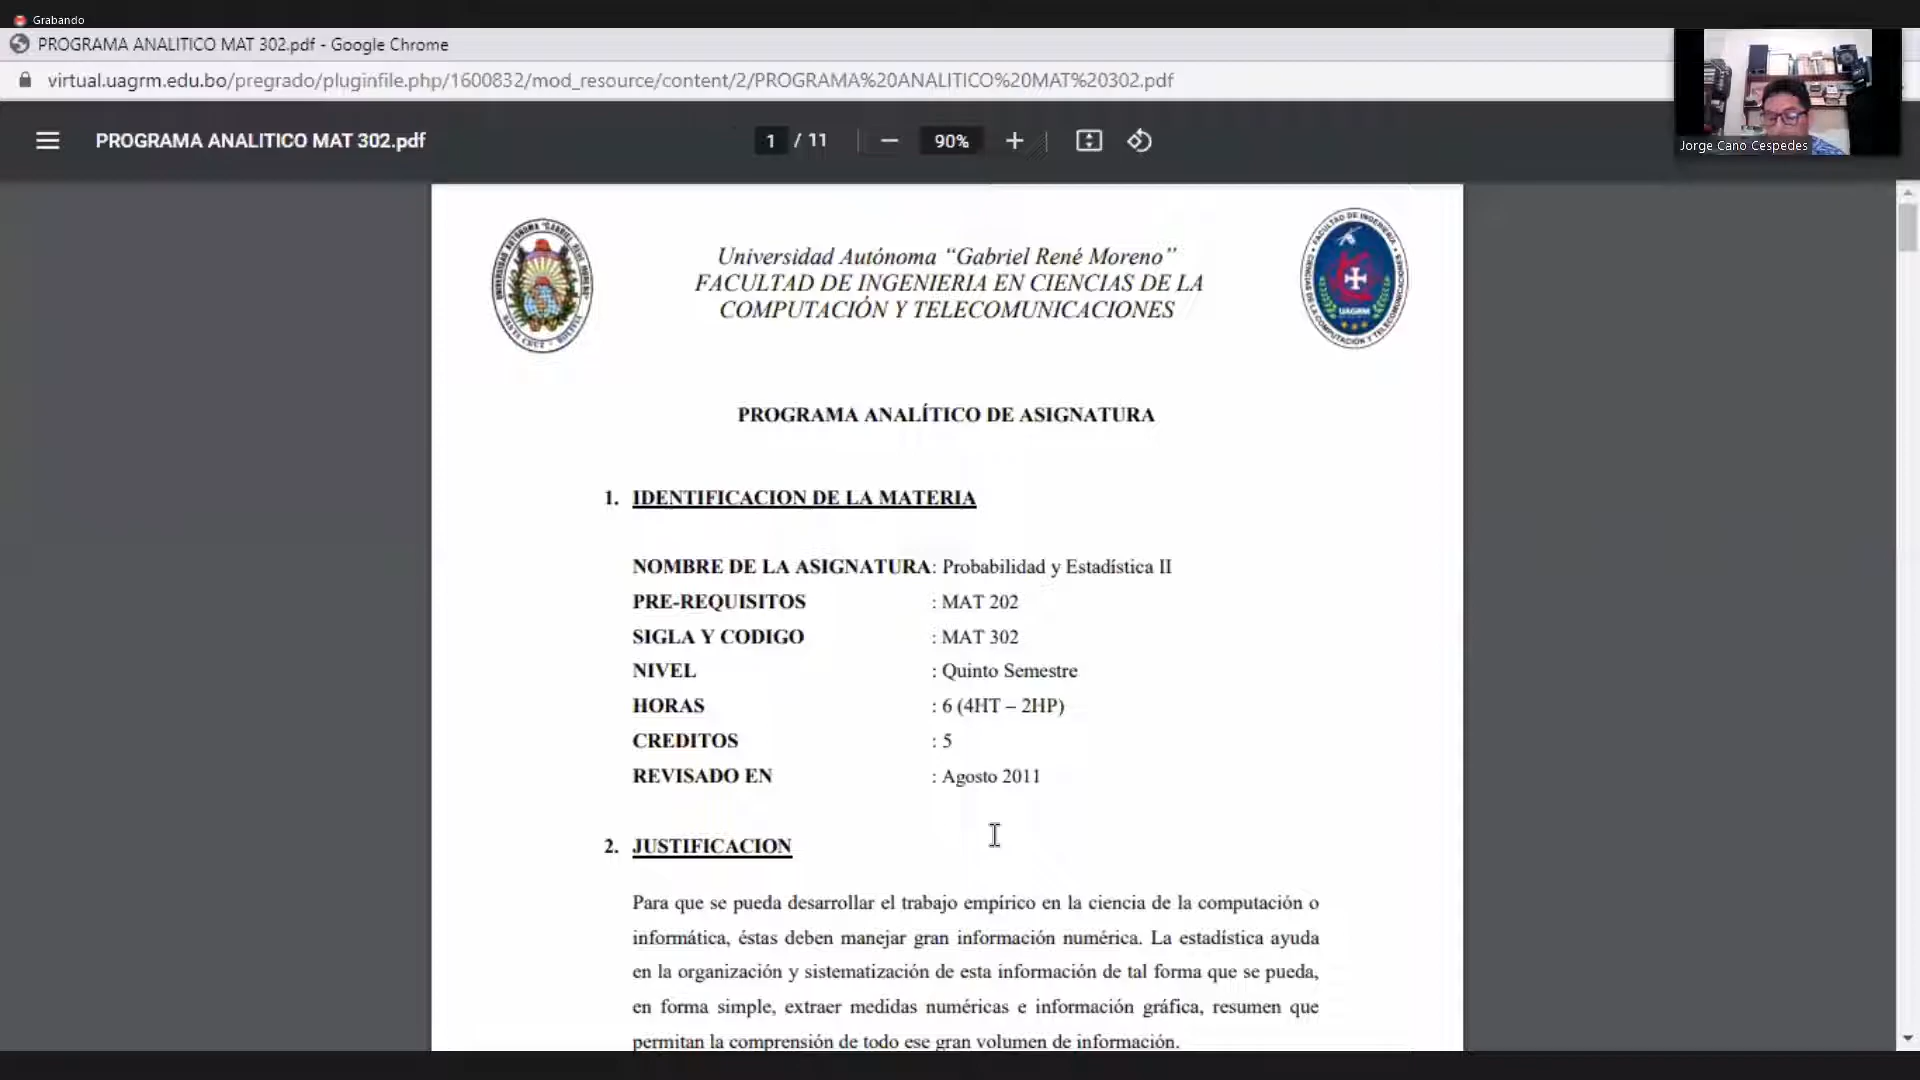 Grabando
PROGRAMA ANALITICO MAT 302.pdf - Google Chrome
virtual.uagrm.edu.bo/pregrado/pluginfile.php/1600832/mod_resource/content/2/PROGRAMA%20ANALITICO%20MAT%20302.pdf
PROGRAMA ANALITICO MAT 302.pdf
1 / 11
90%
Jorge Cano Cespedes
Universidad Autónoma “Gabriel René Moreno”
FACULTAD DE INGENIERIA EN CIENCIAS DE LA
COMPUTACIÓN Y TELECOMUNICACIONES
UAGRM
PROGRAMA ANALÍTICO DE ASIGNATURA
1. IDENTIFICACION DE LA MATERIA
NOMBRE DE LA ASIGNATURA: Probabilidad y Estadística II
PRE-REQUISITOS : MAT 202
SIGLA Y CODIGO : MAT 302
NIVEL : Quinto Semestre
HORAS : 6 (4HT – 2HP)
CREDITOS : 5
REVISADO EN : Agosto 2011
2. JUSTIFICACION
Para que se pueda desarrollar el trabajo empírico en la ciencia de la computación o
informática, éstas deben manejar gran información numérica. La estadística ayuda
en la organización y sistematización de esta información de tal forma que se pueda,
en forma simple, extraer medidas numéricas e información gráfica, resumen que
permitan la comprensión de todo ese gran volumen de información.